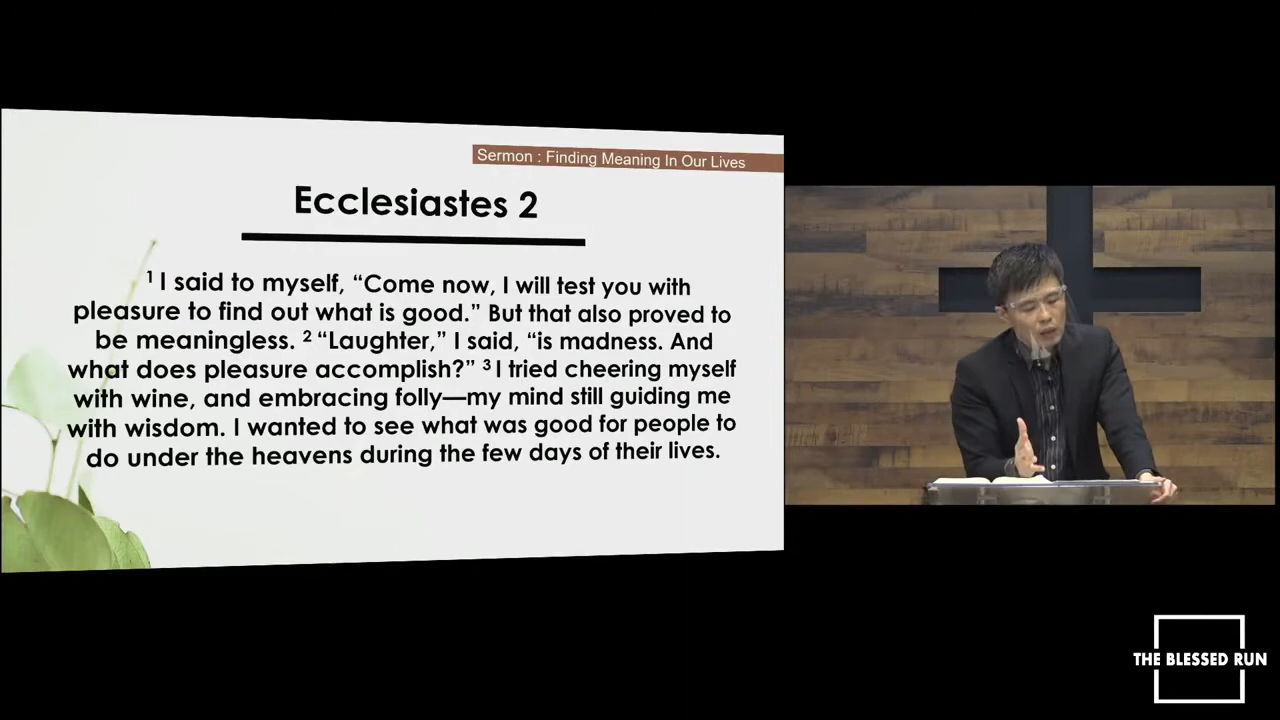 Sermon : Finding Meaning In Our Lives
Ecclesiastes 2
1 I said to myself, “Come now, I will test you with
pleasure to find out what is good.” But that also proved to
be meaningless. 2 “Laughter,” I said, “is madness. And
what does pleasure accomplish?” 3 I tried cheering myself
with wine, and embracing folly—my mind still guiding me
with wisdom. I wanted to see what was good for people to
do under the heavens during the few days of their lives.
THE BLESSED RUN